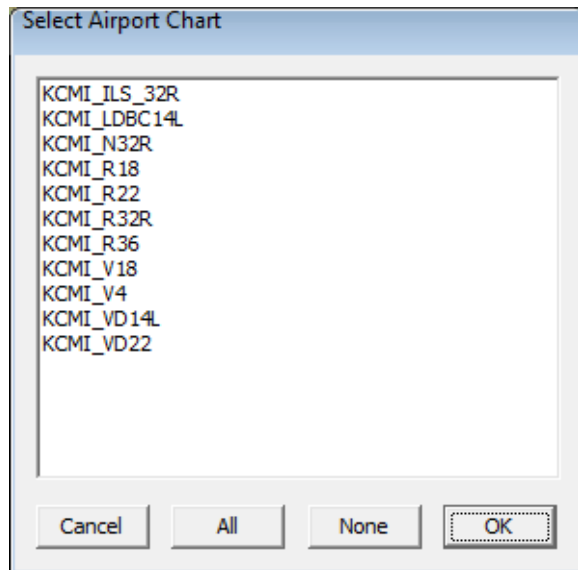 Select Airport Chart
KCMI_ILS_32R
KCMI_LDBC14L
KCMI_N32R
KCMI_R18
KCMI_R22
KCMI_R32R
KCMI_R36
KCMI_V18
KCMI_V4
KCMI_VD14L
KCMI_VD22
Cancel All None OK